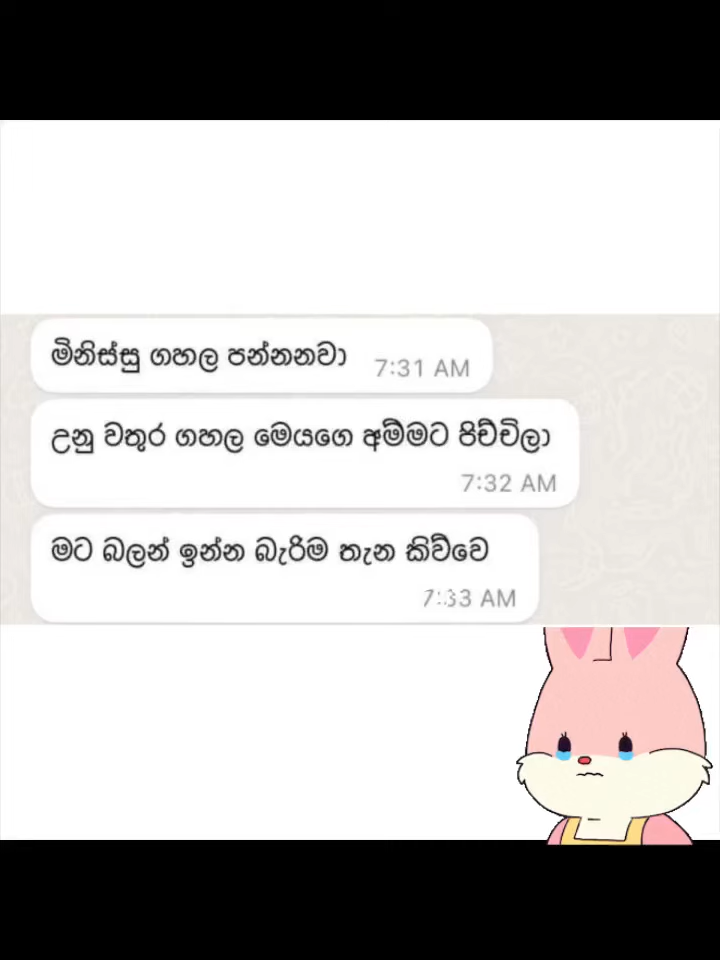 මිනිස්සු ගහල පන්නනවා
7:31 AM
උනු වතුර ගහල මෙයගෙ අම්මට පිච්චිලා
7:32 AM
මට බලන් ඉන්න බැරිම තැන කිව්වෙ
7:33 AM